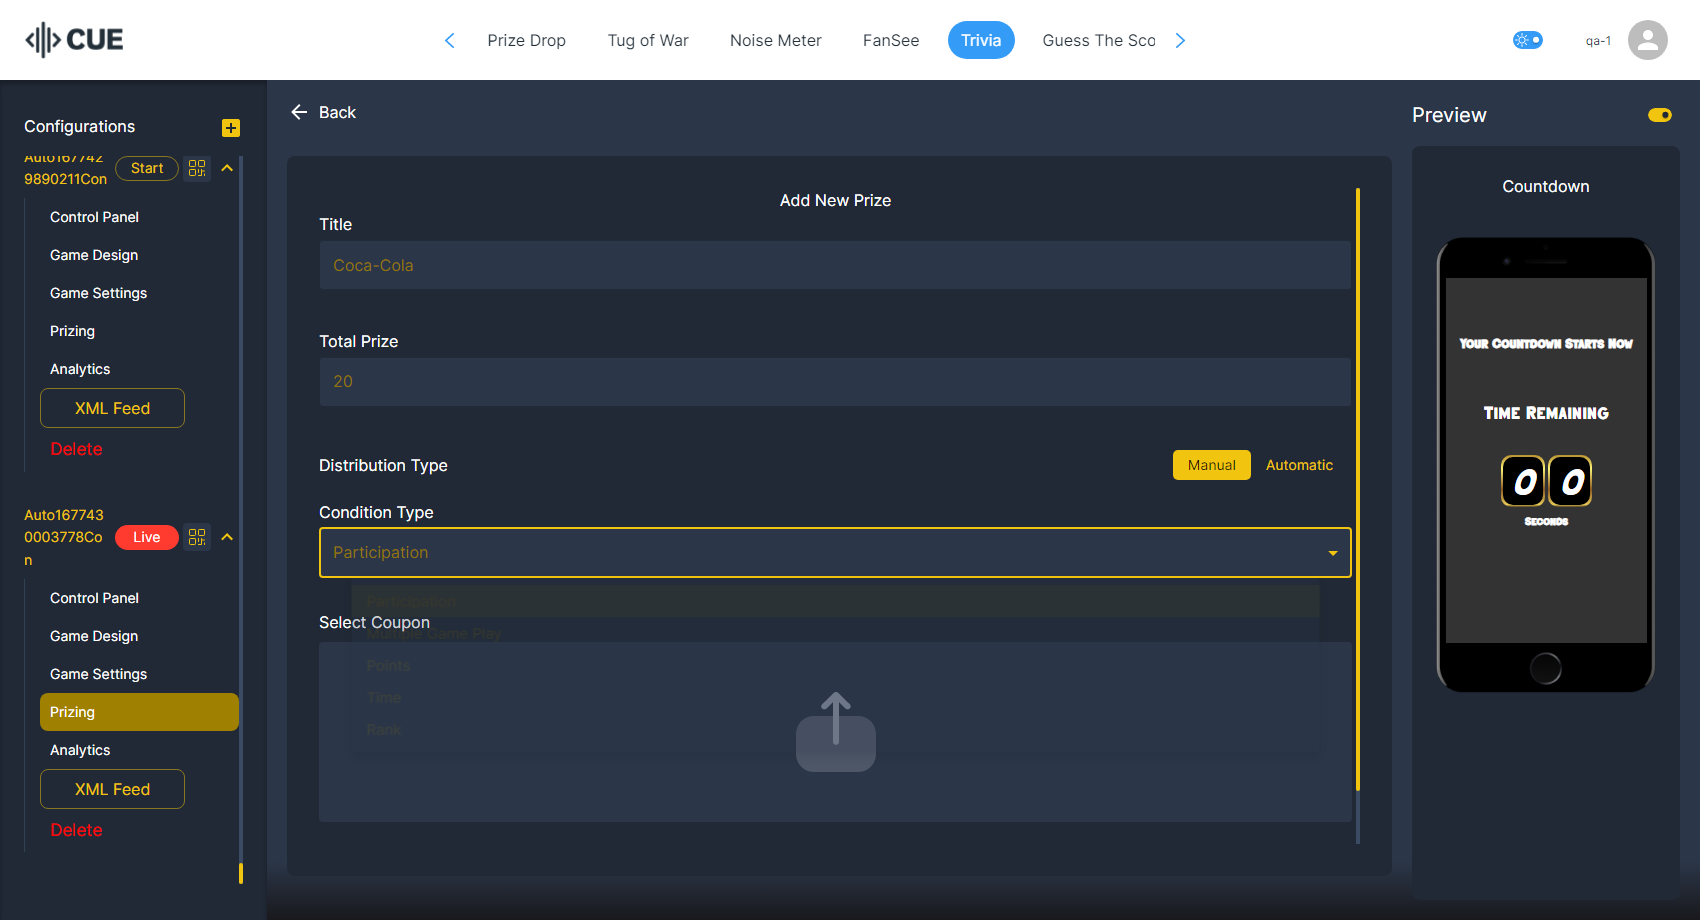 CUE
Prize Drop
Tug of War
Noise Meter
FanSee
Trivia
Guess The Sco
qa-1
Configurations
Auto167742
9890211Con
Start
Control Panel
Game Design
Game Settings
Prizing
Analytics
XML Feed
Delete
Auto167743
0003778Co
n
Live
Control Panel
Game Design
Game Settings
Prizing
Analytics
XML Feed
Delete
Back
Add New Prize
Title
Coca-Cola
Total Prize
20
Distribution Type
Manual
Automatic
Condition Type
Participation
Participation
Select Coupon
Multiple Game Play
Points
Time
Rank
Preview
Countdown
Your Countdown Starts Now
Time Remaining
0 0
Seconds